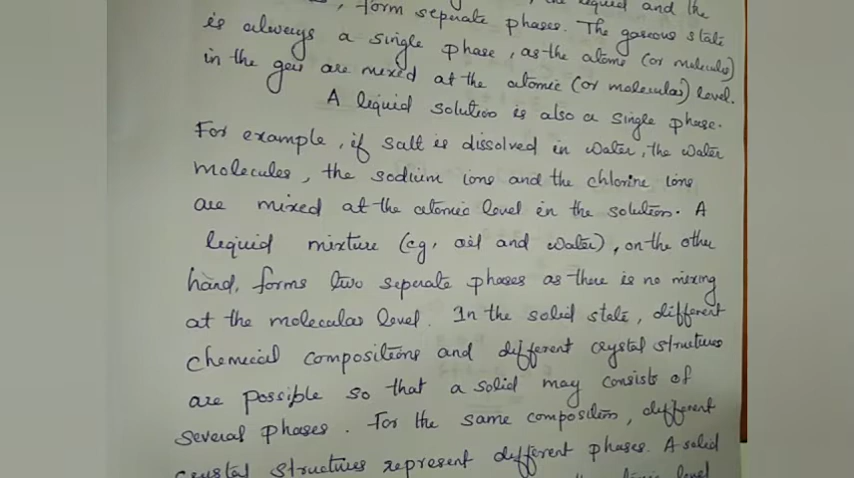 , form seperate phases. The gaseous state
is always a single phase, as the atoms (or molecules)
in the gas are mixed at the atomic (or molecular) level.
A liquid solution is also a single phase.
For example, if salt is dissolved in water, the water
molecules, the sodium ions and the chlorine ions
are mixed at the atomic level in the solution. A
liquid mixture (eg, oil and water), on the other
hand, forms two seperate phases as there is no mixing
at the molecular level. In the solid state, different
chemical compositions and different crystal structures
are possible so that a solid may consists of
several phases. For the same composition, different
crystal structures represent different phases. A solid